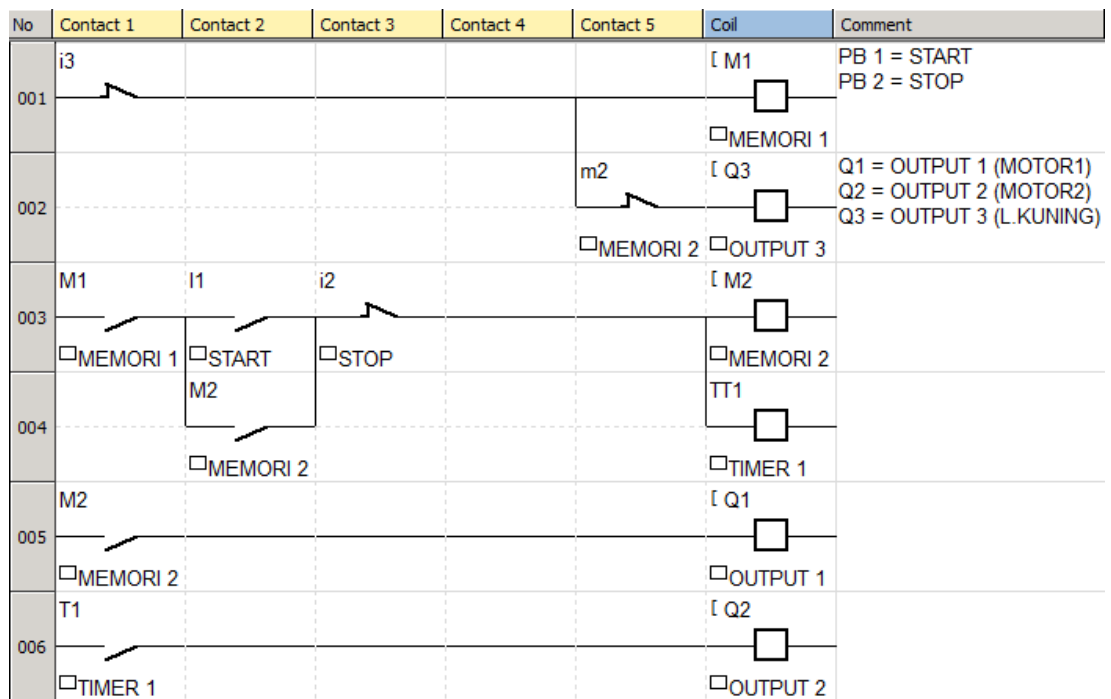 No Contact 1 Contact 2 Contact 3 Contact 4 Contact 5 Coil Comment
i3 [ M1 PB 1 = START
PB 2 = STOP
001
MEMORI 1
m2 [ Q3 Q1 = OUTPUT 1 (MOTOR1)
Q2 = OUTPUT 2 (MOTOR2)
002 Q3 = OUTPUT 3 (L.KUNING)
MEMORI 2 OUTPUT 3
M1 I1 i2 [ M2
003
MEMORI 1 START STOP MEMORI 2
M2 TT1
004
MEMORI 2 TIMER 1
M2 [ Q1
005
MEMORI 2 OUTPUT 1
T1 [ Q2
006
TIMER 1 OUTPUT 2